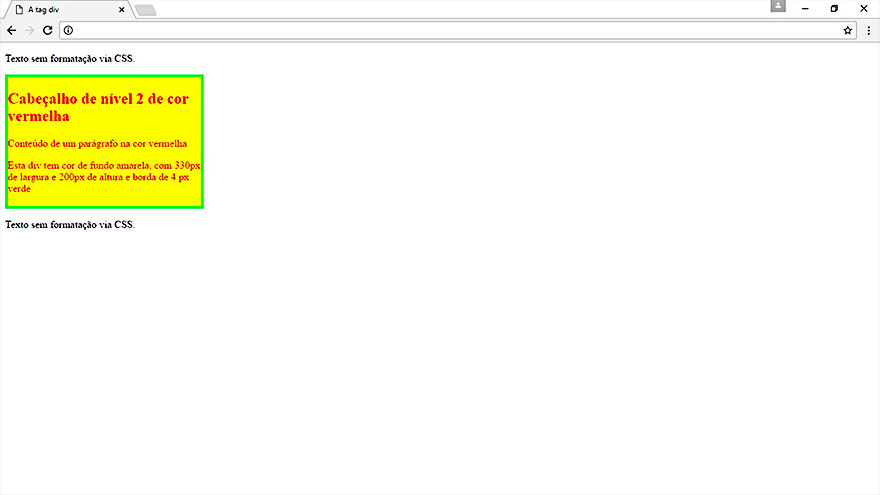 A tag div
Texto sem formatação via CSS.
Cabeçalho de nível 2 de cor
vermelha
Conteúdo de um parágrafo na cor vermelha
Esta div tem cor de fundo amarela, com 330px
de largura e 200px de altura e borda de 4 px
verde
Texto sem formatação via CSS.